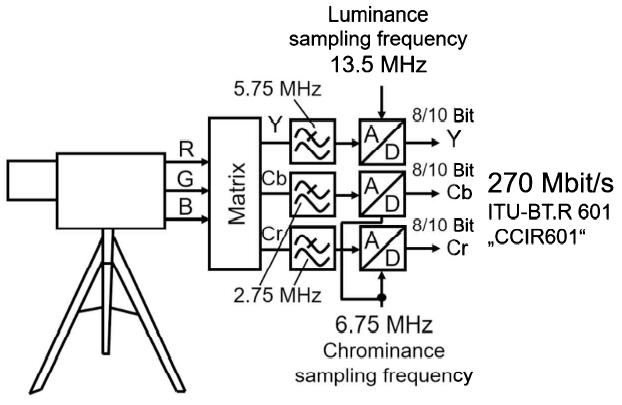 Luminance
sampling frequency
13.5 MHz
5.75 MHz
8/10 Bit
R
Y
A
D
Y
G
Matrix
8/10 Bit
Cb
A
D
Cb
270 Mbit/s
B
ITU-BT.R 601
8/10 Bit
„CCIR601“
Cr
A
D
Cr
2.75 MHz
6.75 MHz
Chrominance
sampling frequency